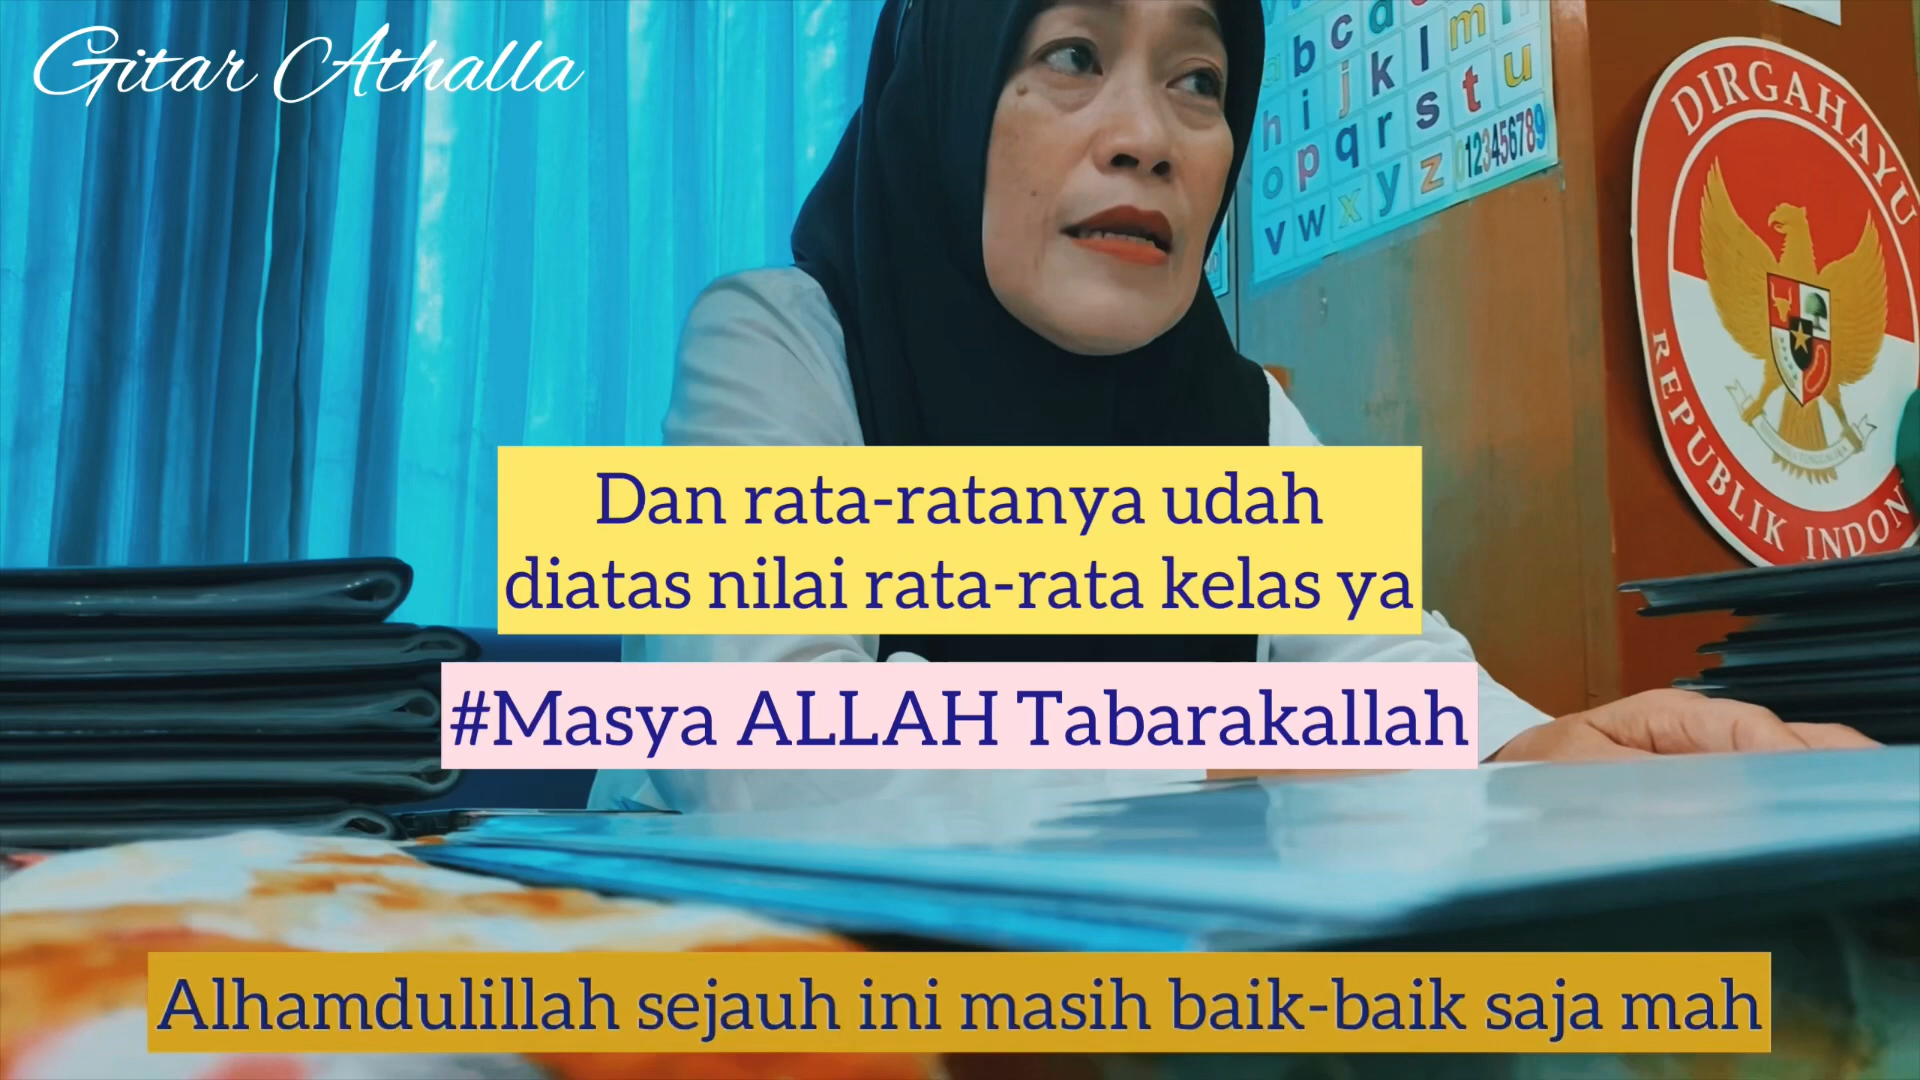 Gitar Athalla
a b c d
h i j k l m n
o p q r s t u
v w x y z 123456789
DIRGAHAYU
REPUBLIK INDON
Dan rata-ratanya udah
diatas nilai rata-rata kelas ya
#Masya ALLAH Tabarakallah
Alhamdulillah sejauh ini masih baik-baik saja mah